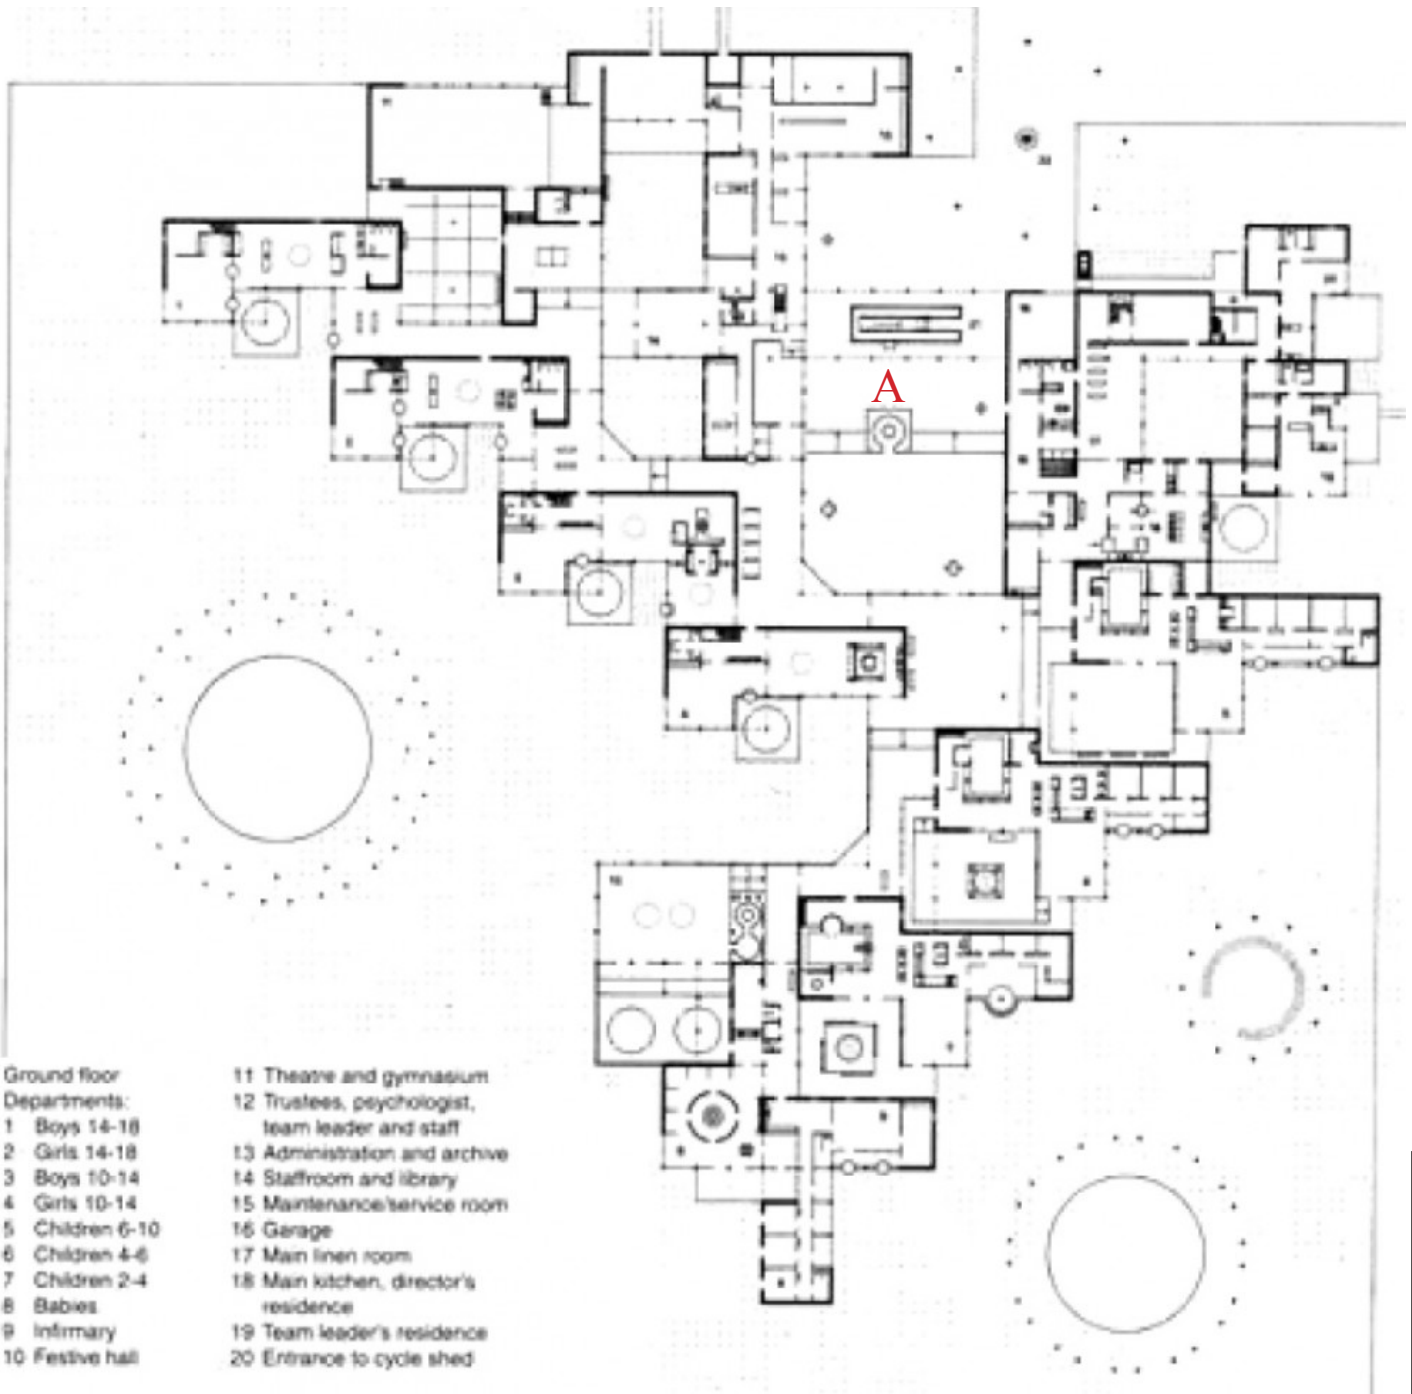 A
Ground floor
Departments:
1 Boys 14-18
2 Girls 14-18
3 Boys 10-14
4 Girls 10-14
5 Children 6-10
6 Children 4-6
7 Children 2-4
8 Babies
9 Infirmary
10 Festive hall
11 Theatre and gymnasium
12 Trustees, psychologist,
team leader and staff
13 Administration and archive
14 Staffroom and library
15 Maintenance/service room
16 Garage
17 Main linen room
18 Main kitchen, director's
residence
19 Team leader's residence
20 Entrance to cycle shed